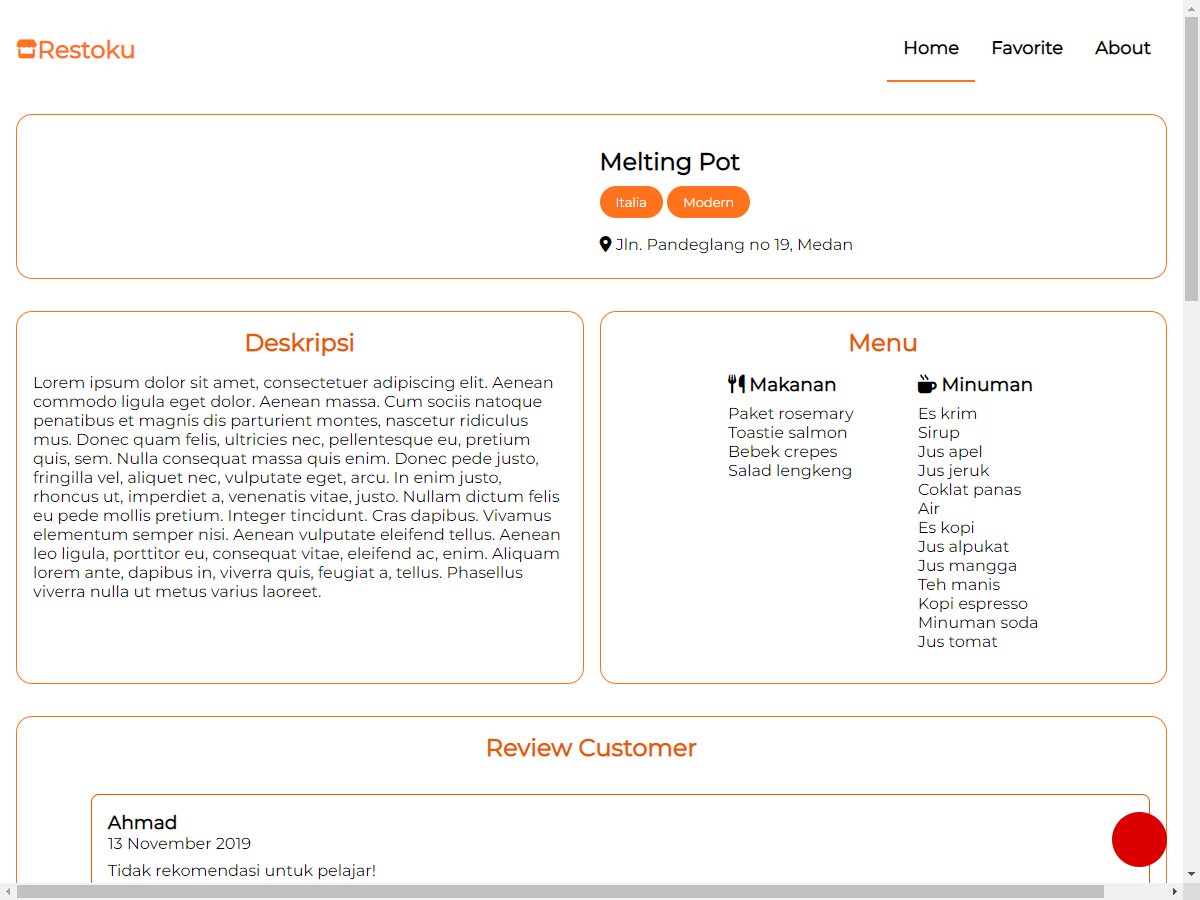 Restoku
Home Favorite About
Melting Pot
Italia Modern
Jln. Pandeglang no 19, Medan
Deskripsi
Lorem ipsum dolor sit amet, consectetuer adipiscing elit. Aenean
commodo ligula eget dolor. Aenean massa. Cum sociis natoque
penatibus et magnis dis parturient montes, nascetur ridiculus
mus. Donec quam felis, ultricies nec, pellentesque eu, pretium
quis, sem. Nulla consequat massa quis enim. Donec pede justo,
fringilla vel, aliquet nec, vulputate eget, arcu. In enim justo,
rhoncus ut, imperdiet a, venenatis vitae, justo. Nullam dictum felis
eu pede mollis pretium. Integer tincidunt. Cras dapibus. Vivamus
elementum semper nisi. Aenean vulputate eleifend tellus. Aenean
leo ligula, porttitor eu, consequat vitae, eleifend ac, enim. Aliquam
lorem ante, dapibus in, viverra quis, feugiat a, tellus. Phasellus
viverra nulla ut metus varius laoreet.
Menu
Makanan
Paket rosemary
Toastie salmon
Bebek crepes
Salad lengkeng
Minuman
Es krim
Sirup
Jus apel
Jus jeruk
Coklat panas
Air
Es kopi
Jus alpukat
Jus mangga
Teh manis
Kopi espresso
Minuman soda
Jus tomat
Review Customer
Ahmad
13 November 2019
Tidak rekomendasi untuk pelajar!